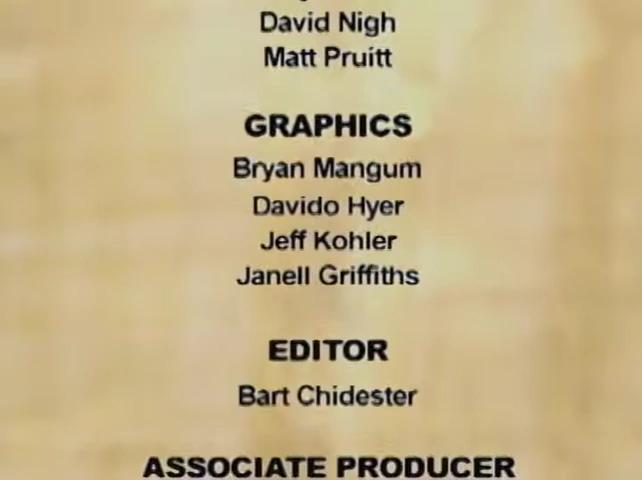 David Nigh
Matt Pruitt
GRAPHICS
Bryan Mangum
Davido Hyer
Jeff Kohler
Janell Griffiths
EDITOR
Bart Chidester
ASSOCIATE PRODUCER